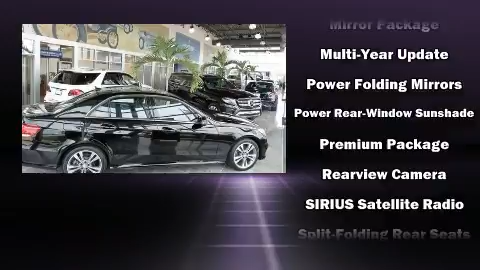 Mirror Package
Multi-Year Update
Power Folding Mirrors
Power Rear-Window Sunshade
Premium Package
Rearview Camera
SIRIUS Satellite Radio
Split-Folding Rear Seats